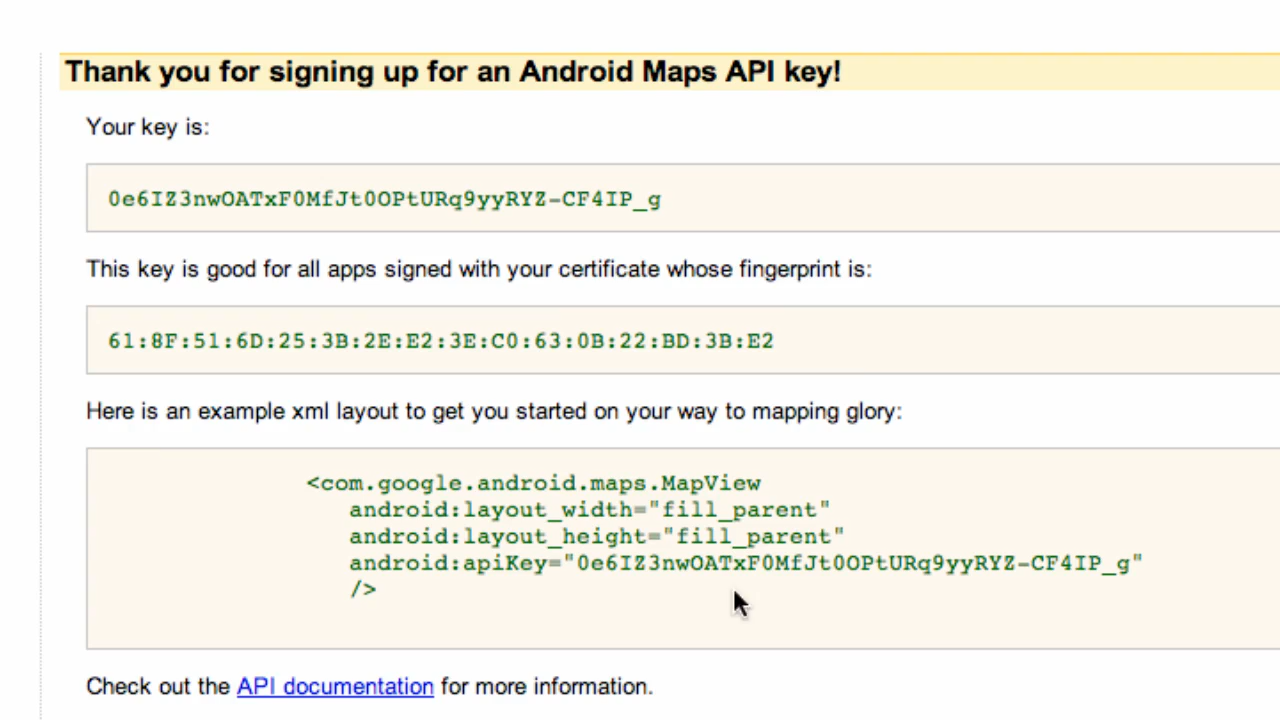 Thank you for signing up for an Android Maps API key!
Your key is:
0e6IZ3nwOATxF0MfJt0OPtURq9yyRYZ-CF4IP_g
This key is good for all apps signed with your certificate whose fingerprint is:
61:8F:51:6D:25:3B:2E:E2:3E:C0:63:0B:22:BD:3B:E2
Here is an example xml layout to get you started on your way to mapping glory:
<com.google.android.maps.MapView
android:layout_width="fill_parent"
android:layout_height="fill_parent"
android:apiKey="0e6IZ3nwOATxF0MfJt0OPtURq9yyRYZ-CF4IP_g"
/>
Check out the API documentation for more information.